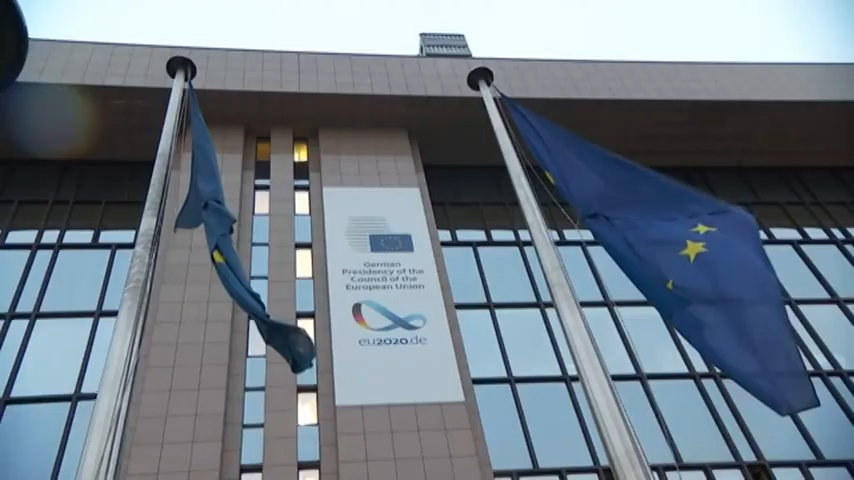 German
Presidency of the
Council of the
European Union
eu2020.de